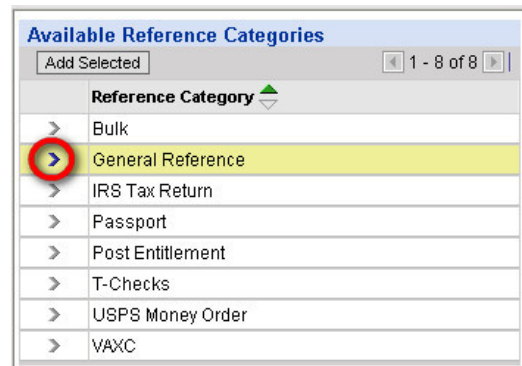 Available Reference Categories
Add Selected 1 - 8 of 8
Reference Category
Bulk
General Reference
IRS Tax Return
Passport
Post Entitlement
T-Checks
USPS Money Order
VAXC